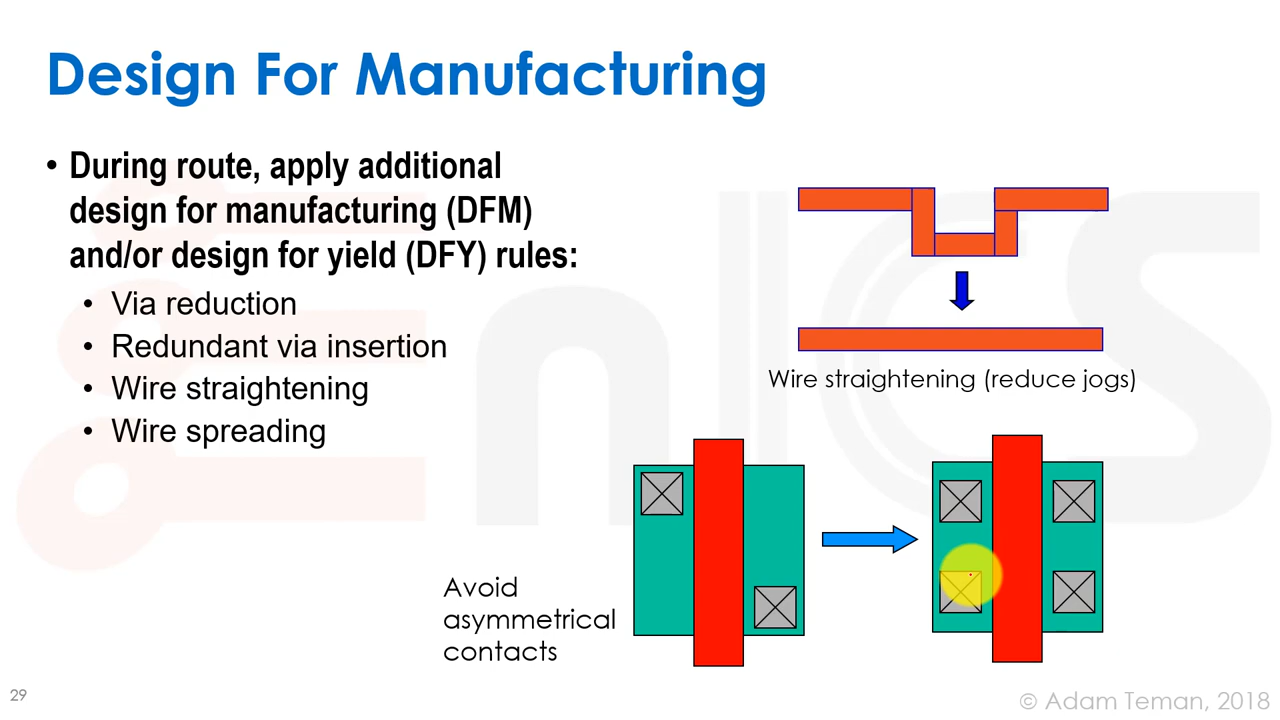 Design For Manufacturing
• During route, apply additional
design for manufacturing (DFM)
and/or design for yield (DFY) rules:
• Via reduction
• Redundant via insertion
• Wire straightening
• Wire spreading
Wire straightening (reduce jogs)
Avoid
asymmetrical
contacts
29
© Adam Teman, 2018
EnICS